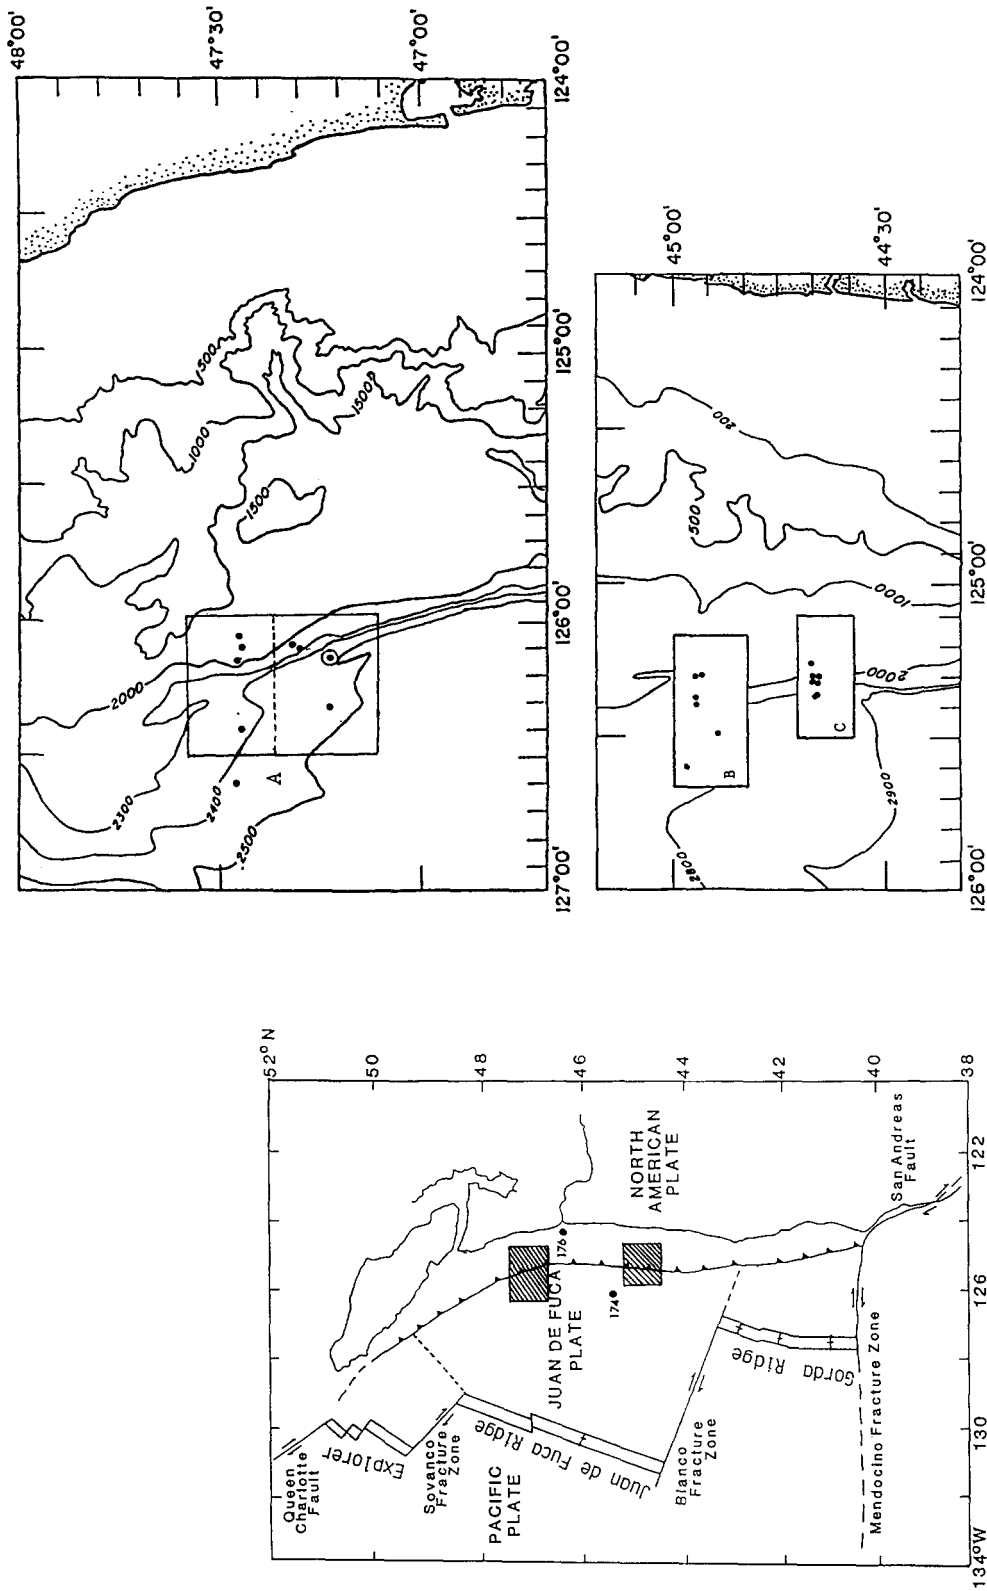 52° N
50
48
46
44
42
40
38
134°W
130
126
122
Queen
Charlotte
Fault
Explorer
Sovanco
Fracture
Zone
PACIFIC
PLATE
Juan de Fuca Ridge
JUAN DE FUCA
PLATE
176
174
NORTH
AMERICAN
PLATE
Blanco
Fracture
Zone
Gorda Ridge
Mendocino Fracture Zone
San Andreas
Fault
48°00'
47°30'
47°00'
127°00'
126°00'
125°00'
124°00'
2300
2400
2500
2000
1000
1500
1500
1500
A
45°00'
44°30'
126°00'
125°00'
124°00'
2800
2900
2000
1000
500
200
B
C